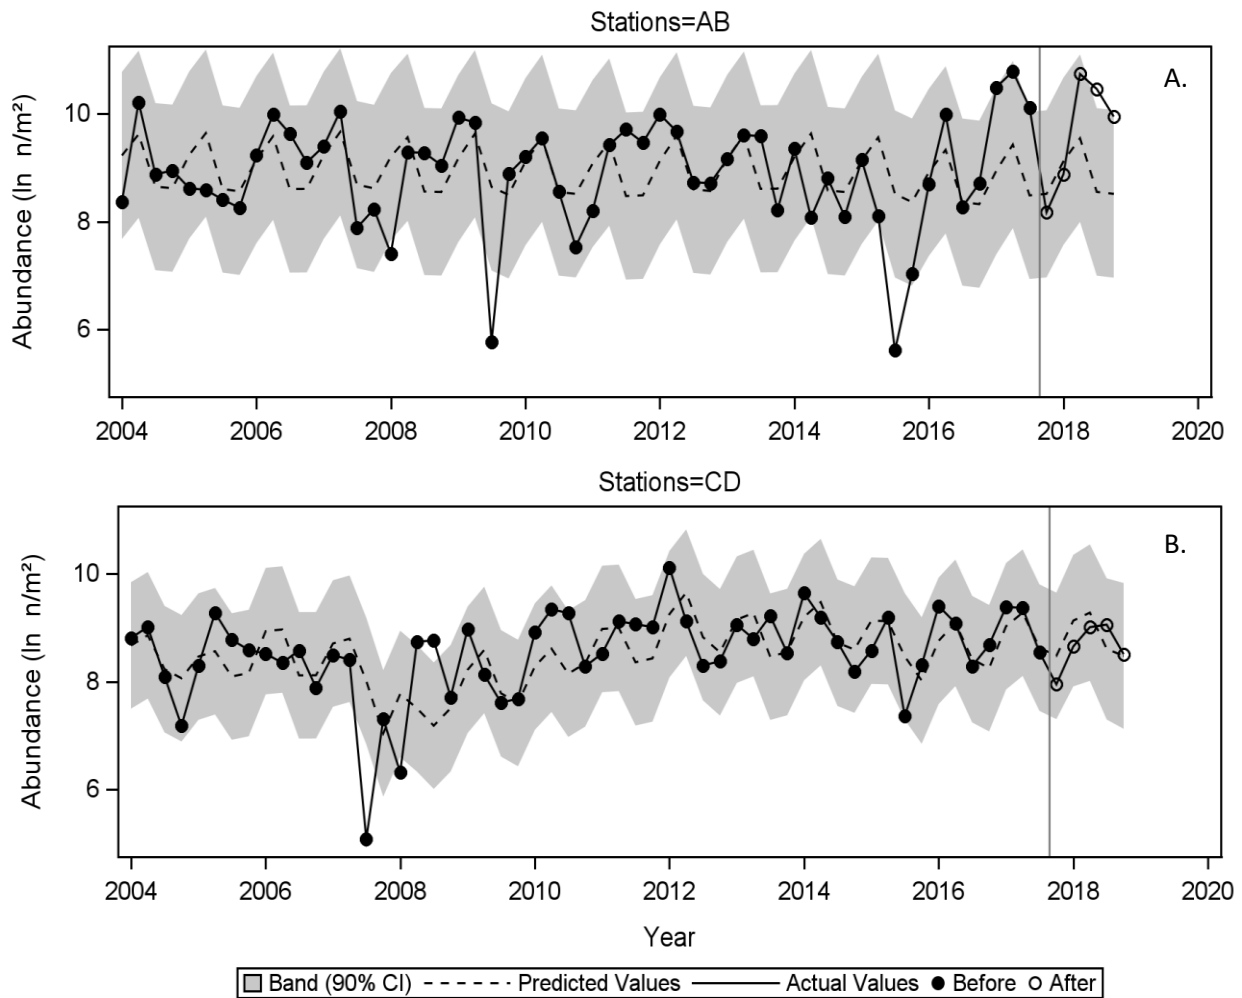 Stations=AB
A.
Abundance (ln n/m²)
10
8
6
2004 2006 2008 2010 2012 2014 2016 2018 2020
Stations=CD
B.
Abundance (ln n/m²)
10
8
6
2004 2006 2008 2010 2012 2014 2016 2018 2020
Year
Band (90% CI) Predicted Values Actual Values Before After